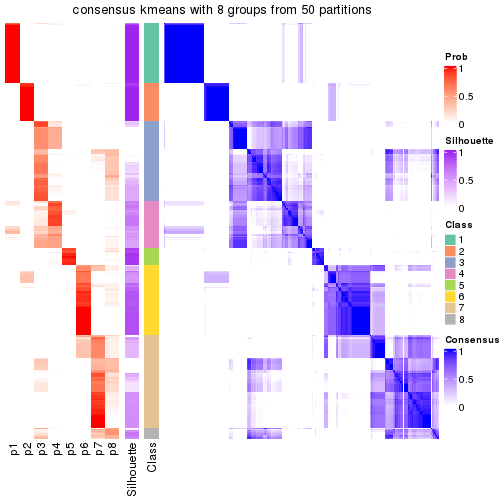 consensus kmeans with 8 groups from 50 partitions
Prob
1
0.5
0
Silhouette
1
0.5
0
Class
1
2
3
4
5
6
7
8
Consensus
1
0.5
0
p1
p2
p3
p4
p5
p6
p7
p8
Silhouette
Class